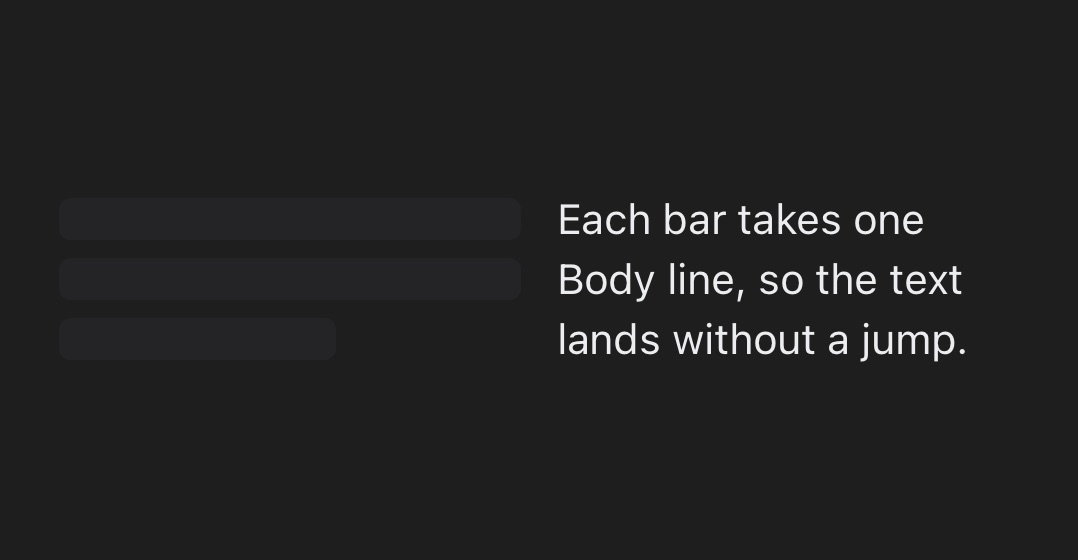 Each bar takes one
Body line, so the text
lands without a jump.